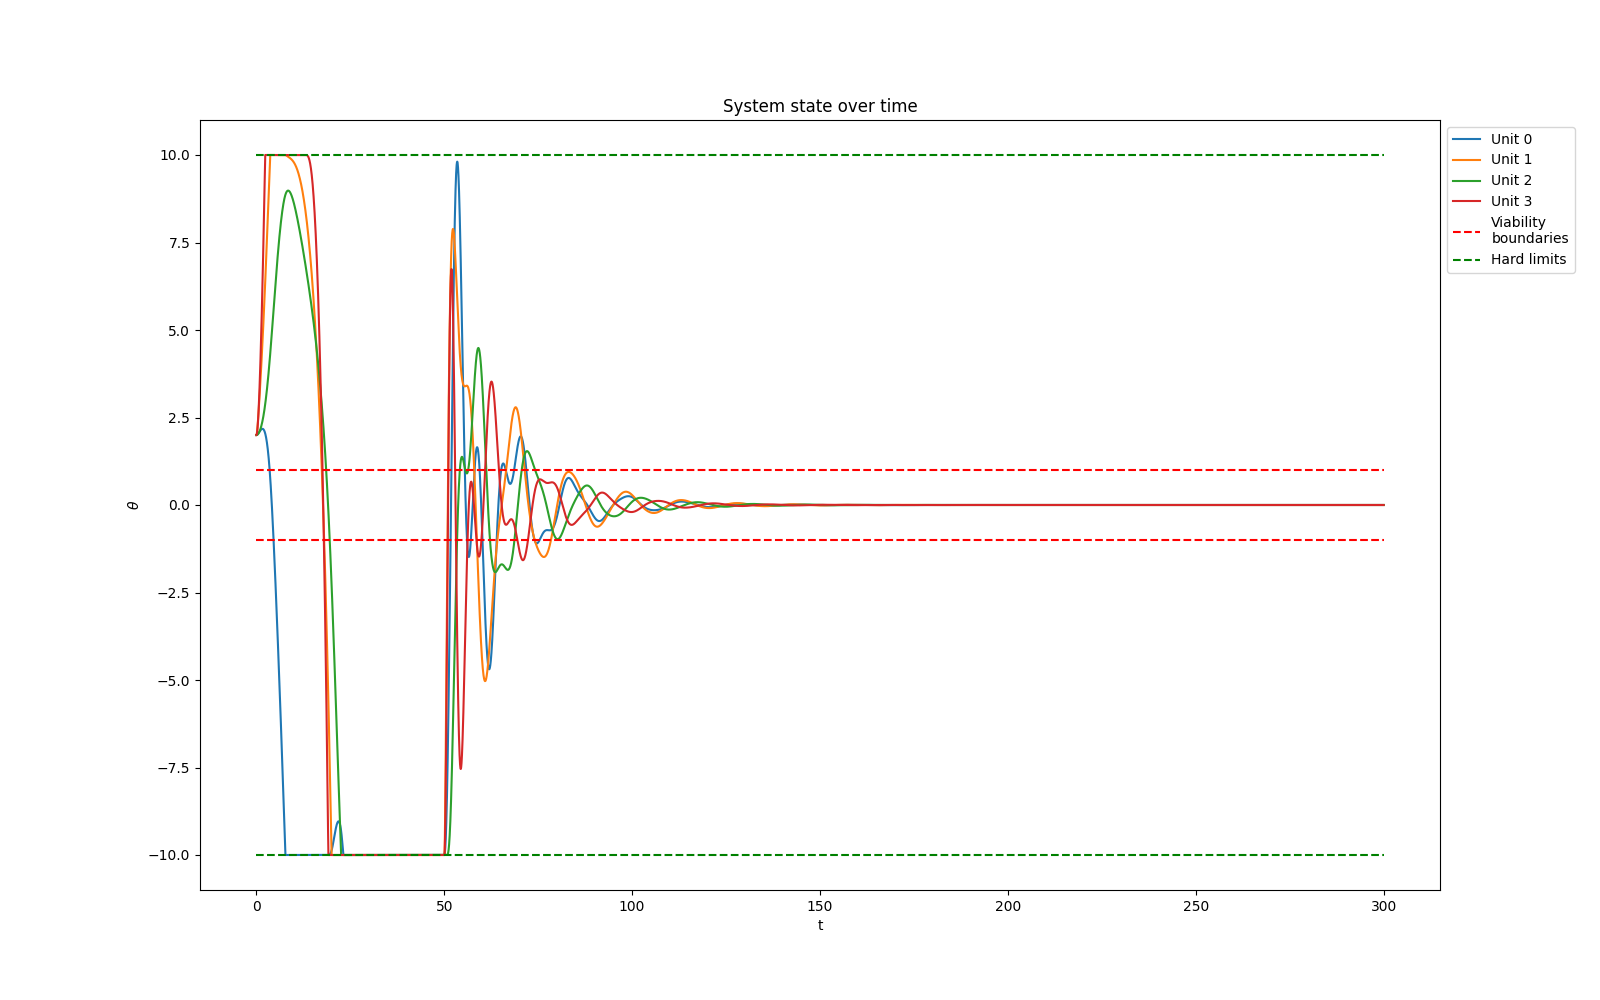 System state over time
10.0
7.5
5.0
2.5
0.0
−2.5
−5.0
−7.5
−10.0
θ
0
50
100
150
200
250
300
t
Unit 0
Unit 1
Unit 2
Unit 3
Viability
boundaries
Hard limits